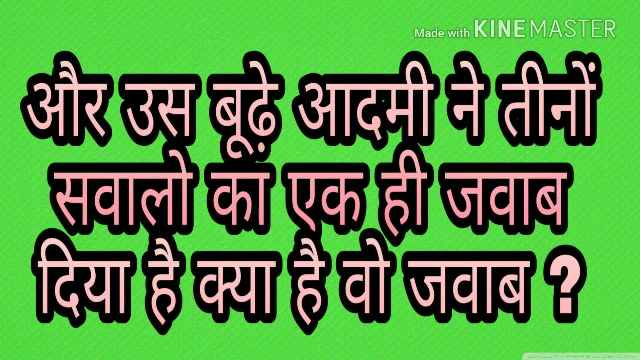 Made with KINEMASTER
और उस बूढ़े आदमी ने तीनों
सवालो का एक ही जवाब
दिया है क्या है वो जवाब ?